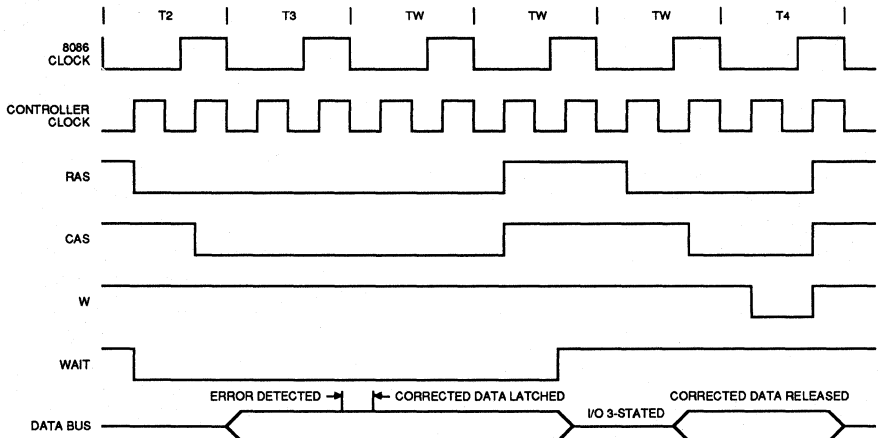 T2 T3 TW TW TW T4
8086
CLOCK
CONTROLLER
CLOCK
RAS
CAS
W
WAIT
ERROR DETECTED CORRECTED DATA LATCHED CORRECTED DATA RELEASED
I/O 3-STATED
DATA BUS